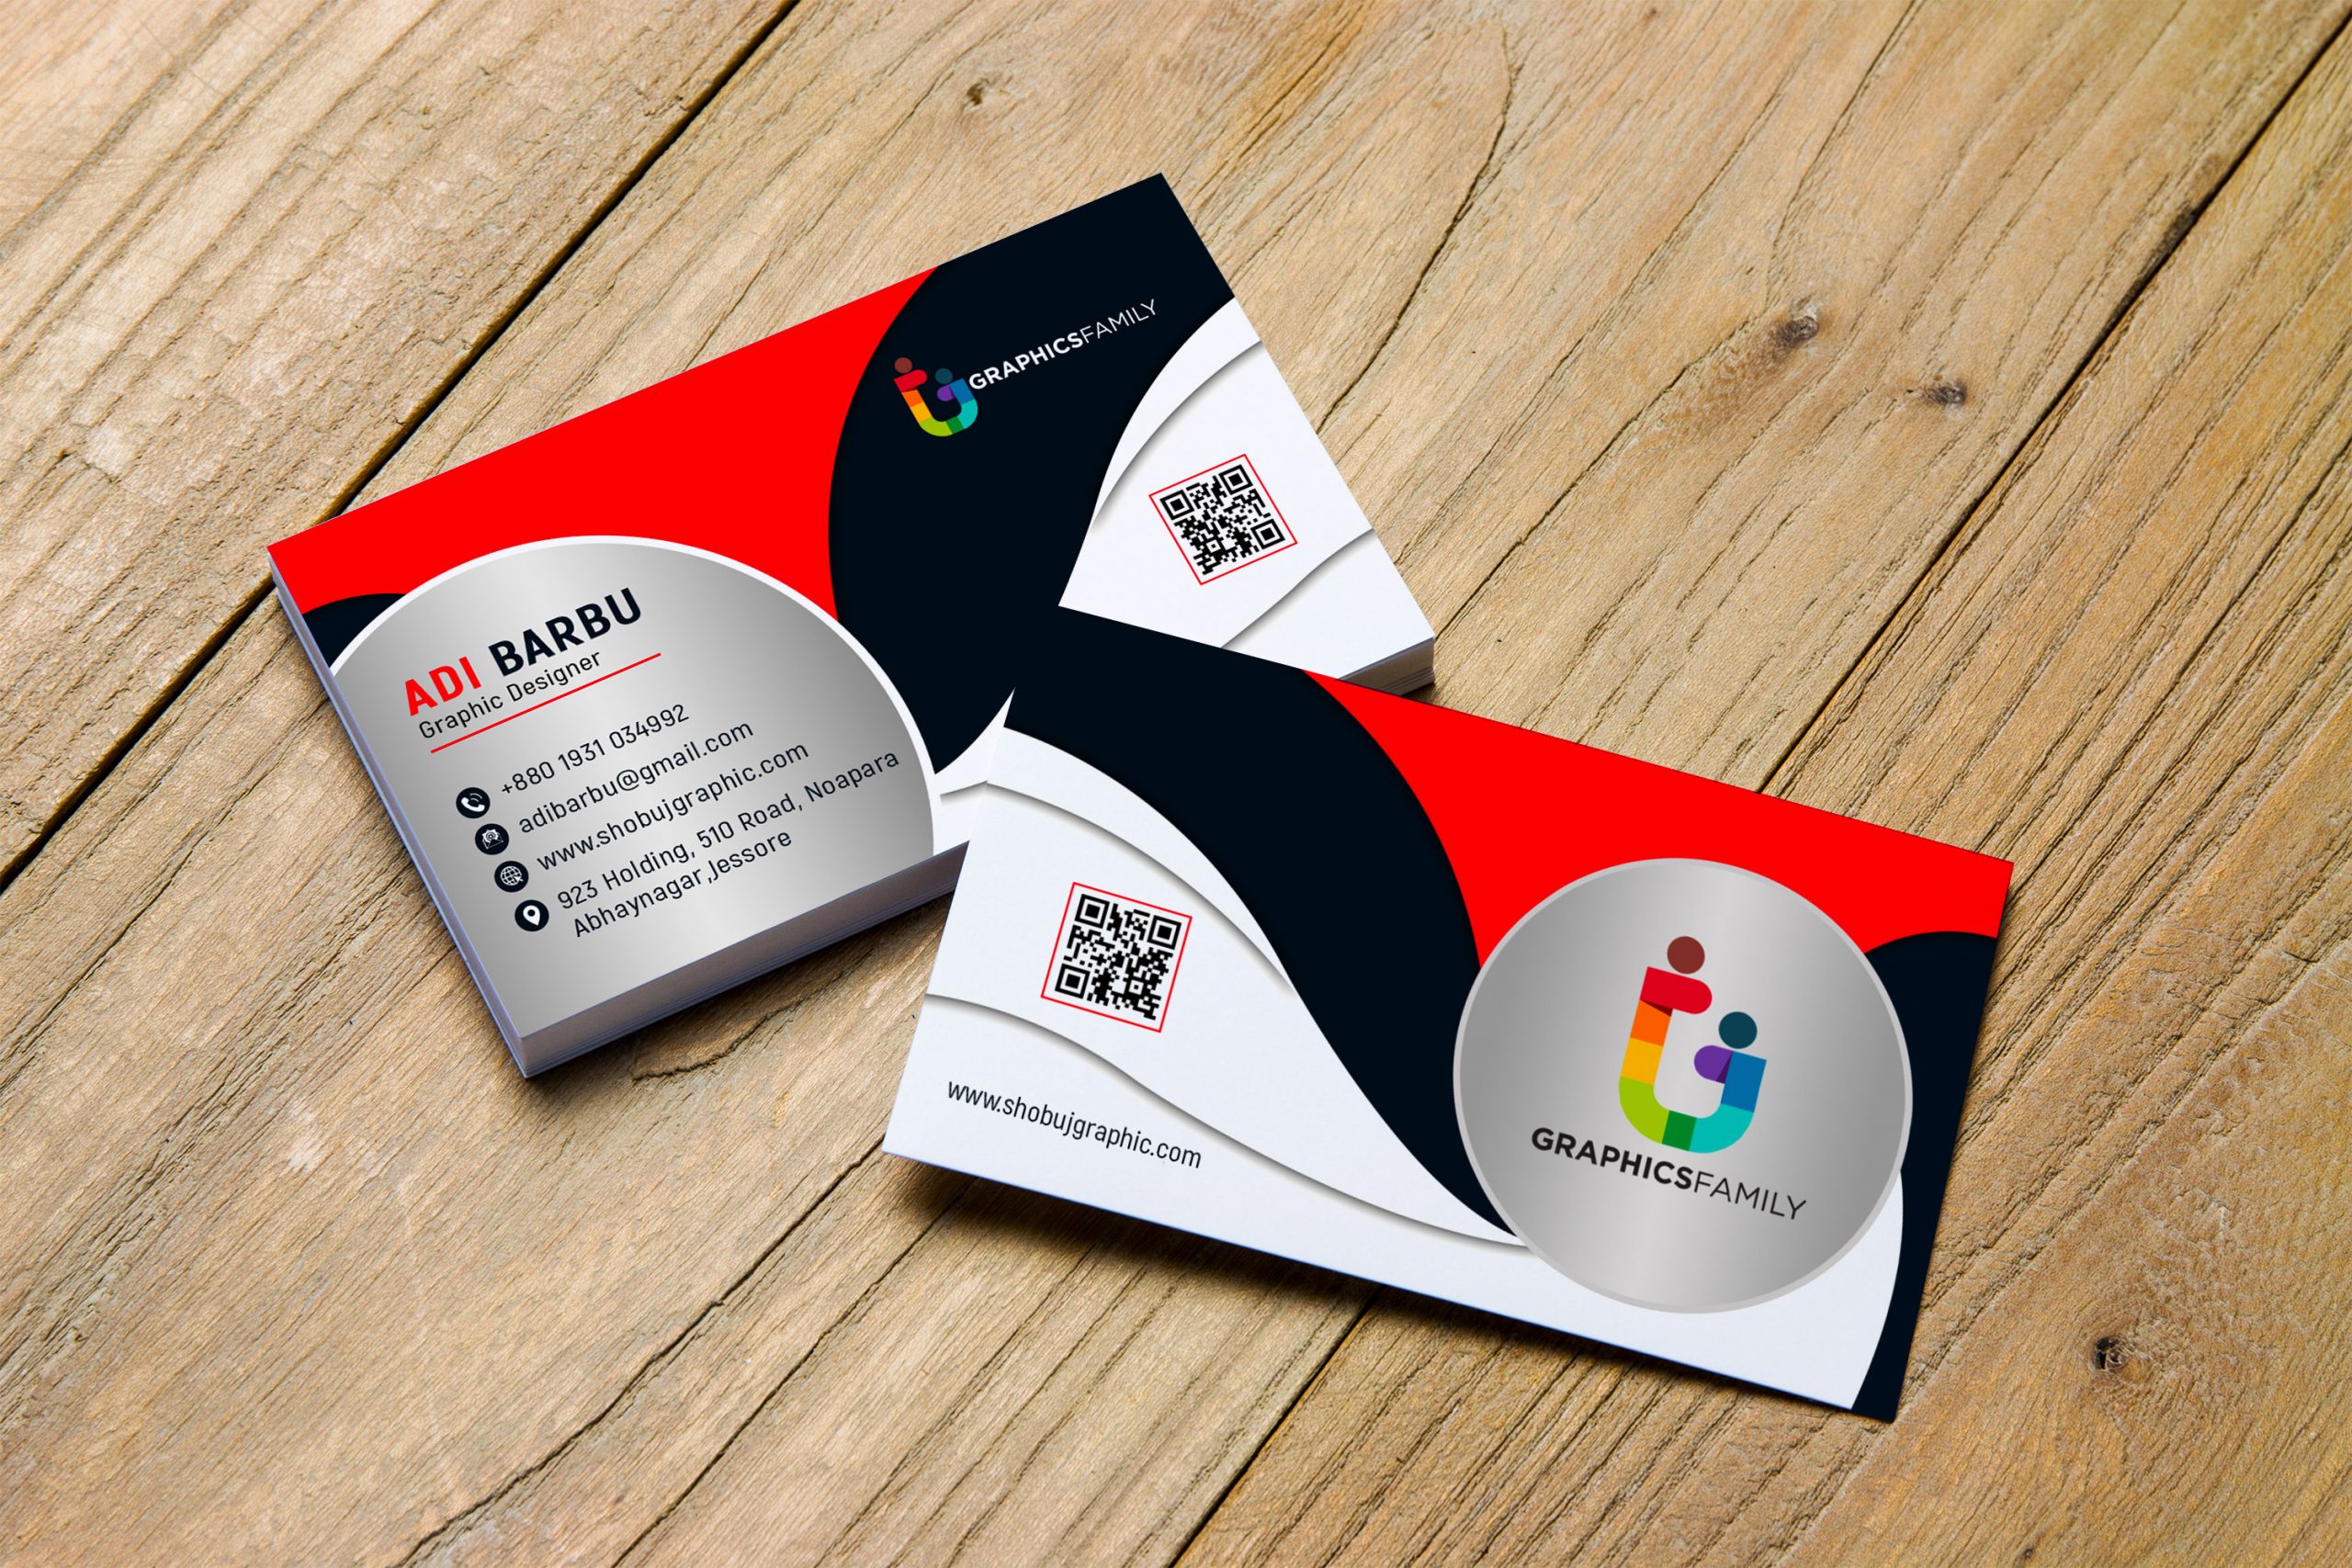 GRAPHICSFAMILY
ADI BARBU
Graphic Designer
+880 1931 034992
adibarbu@gmail.com
www.shobujgraphic.com
923 Holding, 510 Road, Noapara
Abhaynagar,Jessore
www.shobujgraphic.com
GRAPHICSFAMILY